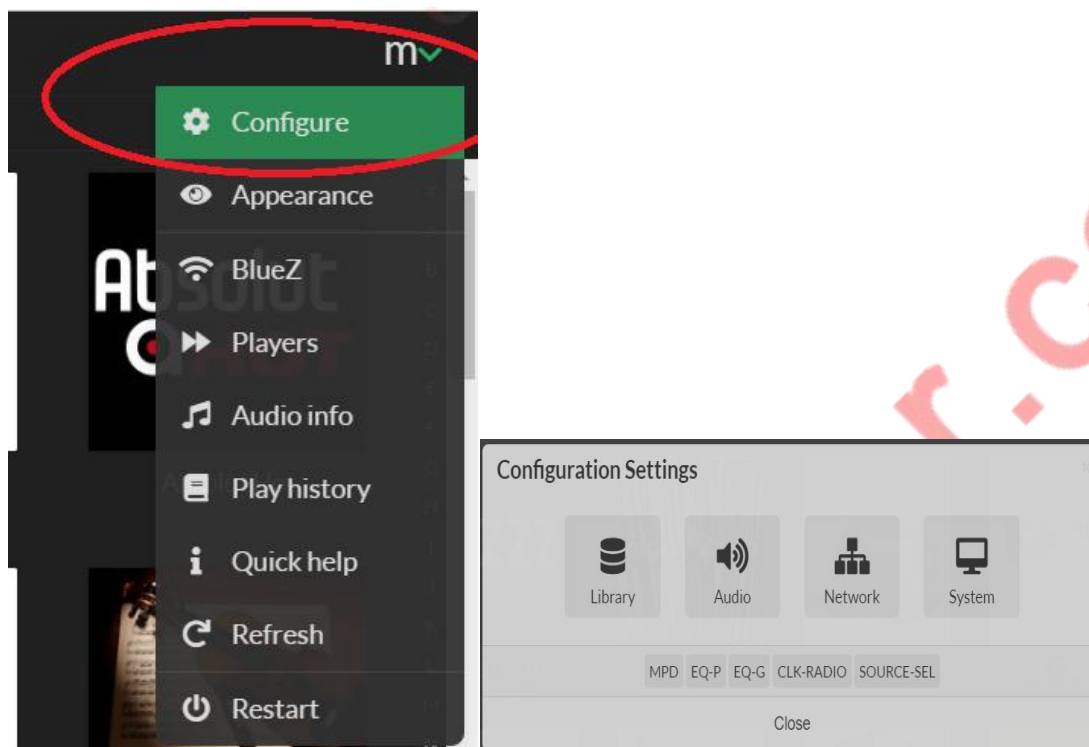 m
Configure
Appearance
BlueZ
Players
Audio info
Play history
Quick help
Refresh
Restart
Configuration Settings
Library
Audio
Network
System
MPD EQ-P EQ-G CLK-RADIO SOURCE-SEL
Close